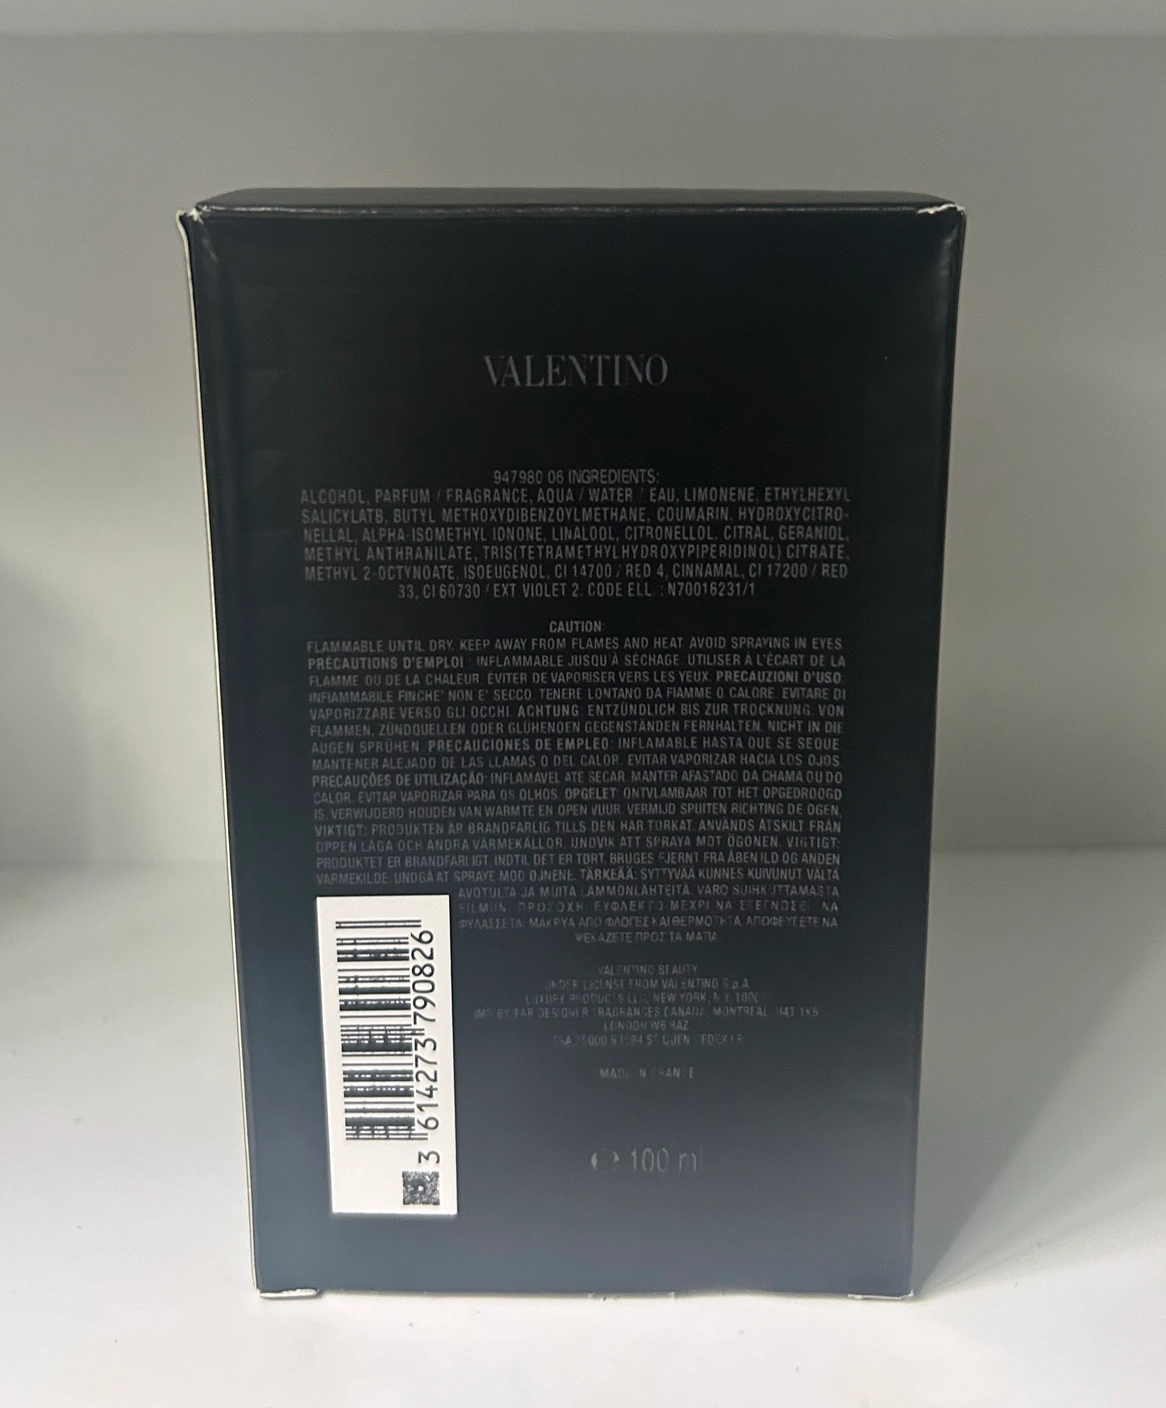 VALENTINO
947980 06 INGREDIENTS:
ALCOHOL, PARFUM / FRAGRANCE, AQUA / WATER / EAU, LIMONENE, ETHYLHEXYL
SALICYLATB, BUTYL METHOXYDIBENZOYLMETHANE, COUMARIN, HYDROXYCITRO-
NELLAL, ALPHA-ISOMETHYL IONONE, LINALOOL, CITRONELLOL, CITRAL, GERANIOL,
METHYL ANTHRANILATE, TRIS(TETRAMETHYLHYDROXYPIPERIDINOL) CITRATE,
METHYL 2-OCTYNOATE, ISOEUGENOL, CI 14700 / RED 4, CINNAMAL, CI 17200 / RED
33, CI 60730 / EXT VIOLET 2. CODE ELL. : N70016231/1
CAUTION:
FLAMMABLE UNTIL DRY. KEEP AWAY FROM FLAMES AND HEAT AVOID SPRAYING IN EYES
PRÉCAUTIONS D'EMPLOI : INFLAMMABLE JUSQU'À SÉCHAGE. UTILISER À L'ÉCART DE LA
FLAMME OU DE LA CHALEUR. ÉVITER DE VAPORISER VERS LES YEUX. PRECAUZIONI D'USO:
INFIAMMABILE FINCHE' NON E' SECCO. TENERE LONTANO DA FIAMME O CALORE. EVITARE DI
VAPORIZZARE VERSO GLI OCCHI. ACHTUNG: ENTZÜNDLICH BIS ZUR TROCKNUNG. VON
FLAMMEN, ZÜNDQUELLEN ODER GLÜHENDEN GEGENSTÄNDEN FERNHALTEN. NICHT IN DIE
AUGEN SPRÜHEN. PRECAUCIONES DE EMPLEO: INFLAMABLE HASTA QUE SE SEQUE.
MANTENER ALEJADO DE LAS LLAMAS O DEL CALOR. EVITAR VAPORIZAR HACIA LOS OJOS.
PRECAUÇÕES DE UTILIZAÇÃO: INFLAMÁVEL ATÉ SECAR. MANTER AFASTADO DA CHAMA OU DO
CALOR. EVITAR VAPORIZAR PARA OS OLHOS. OPGELET: ONTVLAMBAAR TOT HET OPGEDROOGD
IS. VERWIJDERD HOUDEN VAN WARMTE EN OPEN VUUR. VERMIJD SPUITEN RICHTING DE OGEN.
VIKTIGT: PRODUKTEN ÄR BRANDFARLIG TILLS DEN HAR TORKAT. ANVÄNDS ÅTSKILT FRÅN
ÖPPEN LÅGA OCH ANDRA VÄRMEKÄLLOR. UNDVIK ATT SPRAYA MOT ÖGONEN. VIGTIGT:
PRODUKTET ER BRANDFARLIGT, INDTIL DET ER TØRT. BRUGES FJERNT FRA ÅBEN ILD OG ANDEN
VARMEKILDE. UNDGÅ AT SPRAYE MOD ØJNENE. TÄRKEÄÄ: SYTTYVÄÄ KUNNES KUIVUNUT. VÄLTÄ
AVOTULTA JA MUITA LÄMMÖNLÄHTEITÄ. VARO SUIHKUTTAMASTA
SILMIIN. ΠΡΟΣΟΧΗ: ΕΥΦΛΕΚΤΟ ΜΕΧΡΙ ΝΑ ΣΤΕΓΝΩΣΕΙ. ΝΑ
ΦΥΛΑΣΣΕΤΑΙ ΜΑΚΡΥΑ ΑΠΟ ΦΛΟΓΕΣ ΚΑΙ ΘΕΡΜΟΤΗΤΑ. ΑΠΟΦΕΥΓΕΤΕ ΝΑ
ΨΕΚΑΖΕΤΕ ΠΡΟΣ ΤΑ ΜΑΤΙΑ.
VALENTINO BEAUTY
UNDER LICENSE FROM VALENTINO S.p.A.
LUXURY PRODUCTS LLC, NEW YORK, N.Y.
DESIGNER FRAGRANCES CANADA, MONTREAL H4T 1K5
LONDON W6
MADE IN FRANCE
℮ 100 ml
3 614273 790826